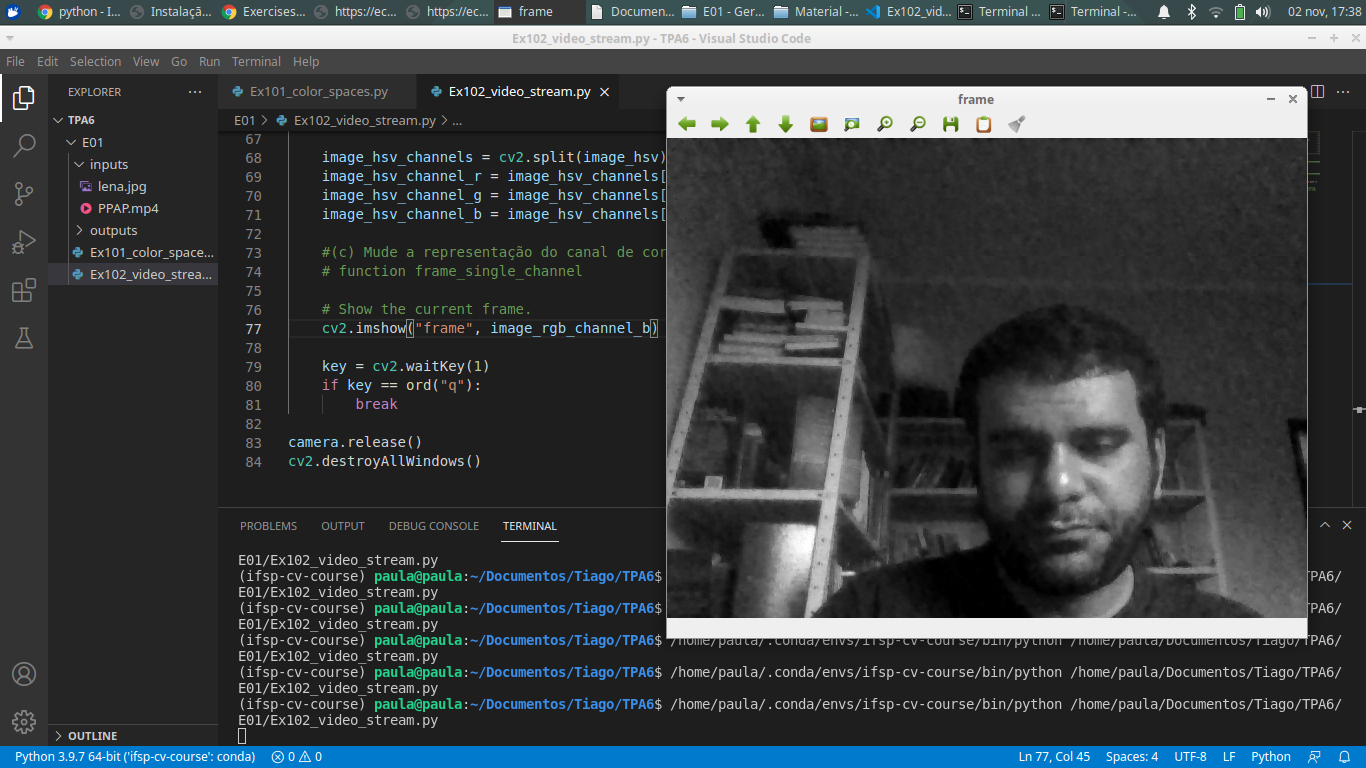 python - I...
Instalaçã...
Exercises...
https://ec...
https://ec...
frame
Documen...
E01 - Ger...
Material -...
Ex102_vid...
Terminal ...
Terminal -...
02 nov, 17:38
Ex102_video_stream.py - TPA6 - Visual Studio Code
File Edit Selection View Go Run Terminal Help
EXPLORER
TPA6
E01
inputs
lena.jpg
PPAP.mp4
outputs
Ex101_color_space...
Ex102_video_strea...
OUTLINE
Ex101_color_spaces.py
Ex102_video_stream.py
E01 > Ex102_video_stream.py > ...
67
68 image_hsv_channels = cv2.split(image_hsv)
69 image_hsv_channel_r = image_hsv_channels[
70 image_hsv_channel_g = image_hsv_channels[
71 image_hsv_channel_b = image_hsv_channels[
72
73 #(c) Mude a representação do canal de cor
74 # function frame_single_channel
75
76 # Show the current frame.
77 cv2.imshow("frame", image_rgb_channel_b)
78
79 key = cv2.waitKey(1)
80 if key == ord("q"):
81 break
82
83 camera.release()
84 cv2.destroyAllWindows()
frame
PROBLEMS OUTPUT DEBUG CONSOLE TERMINAL
E01/Ex102_video_stream.py
(ifsp-cv-course) paula@paula:~/Documentos/Tiago/TPA6$ TPA6/
E01/Ex102_video_stream.py
(ifsp-cv-course) paula@paula:~/Documentos/Tiago/TPA6$ TPA6/
E01/Ex102_video_stream.py
(ifsp-cv-course) paula@paula:~/Documentos/Tiago/TPA6$ /home/paula/.conda/envs/ifsp-cv-course/bin/python /home/paula/Documentos/Tiago/TPA6/
E01/Ex102_video_stream.py
(ifsp-cv-course) paula@paula:~/Documentos/Tiago/TPA6$ /home/paula/.conda/envs/ifsp-cv-course/bin/python /home/paula/Documentos/Tiago/TPA6/
E01/Ex102_video_stream.py
(ifsp-cv-course) paula@paula:~/Documentos/Tiago/TPA6$ /home/paula/.conda/envs/ifsp-cv-course/bin/python /home/paula/Documentos/Tiago/TPA6/
E01/Ex102_video_stream.py
Python 3.9.7 64-bit ('ifsp-cv-course': conda) 0 0 Ln 77, Col 45 Spaces: 4 UTF-8 LF Python